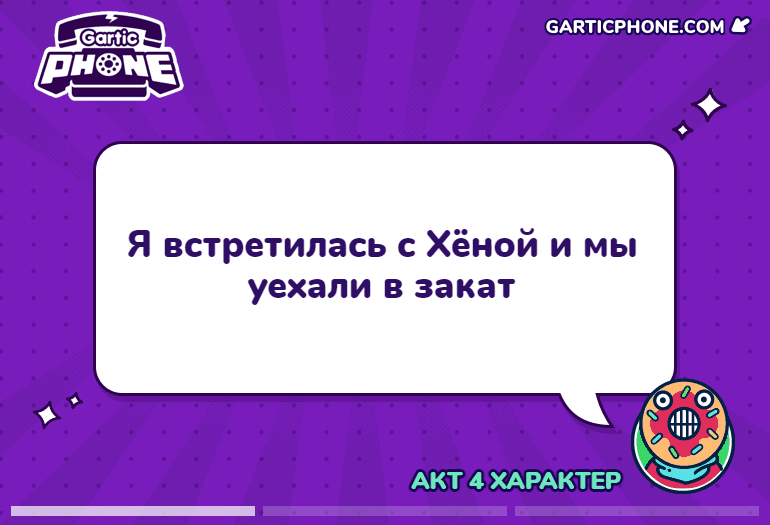 Gartic
PHONE
GARTICPHONE.COM
Я встретилась с Хёной и мы
уехали в закат
АКТ 4 ХАРАКТЕР